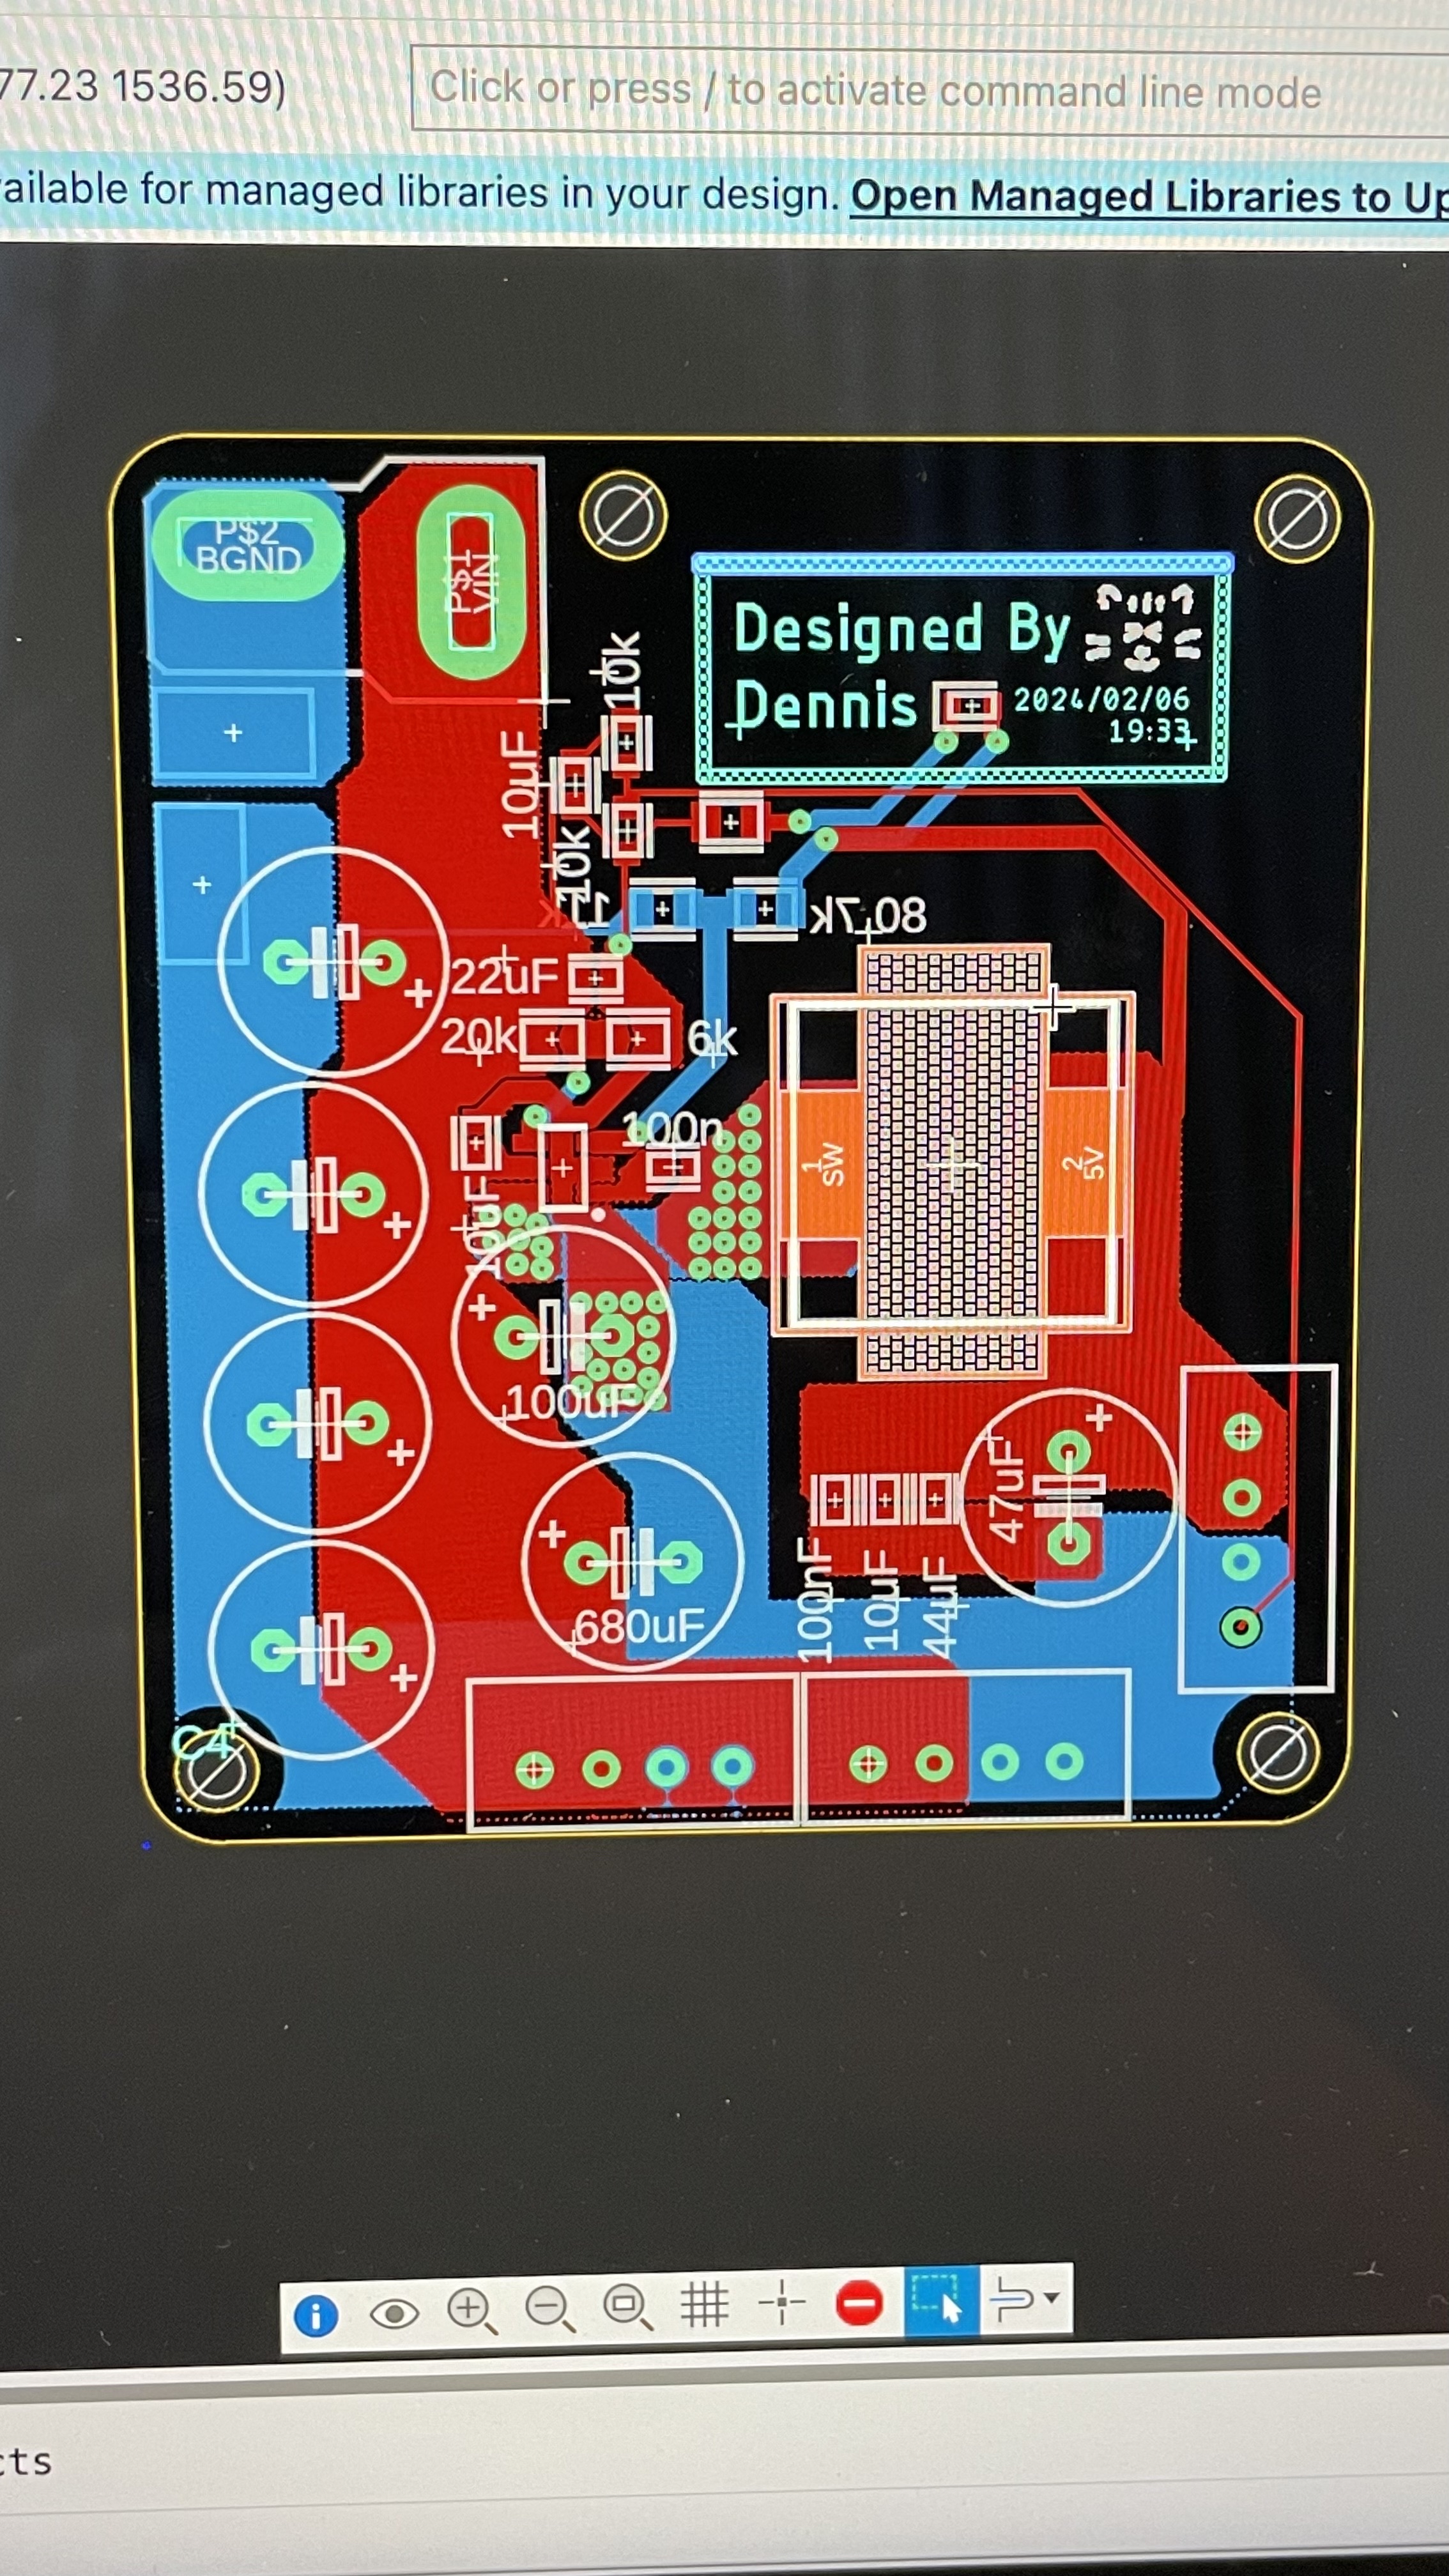 77.23 1536.59)
Click or press / to activate command line mode
ailable for managed libraries in your design. Open Managed Libraries to Up
P$2
BGND
P$1
VIN
Designed By
Dennis
2024/02/06
19:33
10k
10uF
10k
80.7k
22uF
20k
6k
100n
10uF
1
SW
2
5V
100uF
47uF
680uF
100nF
10uF
44uF
C4
cts